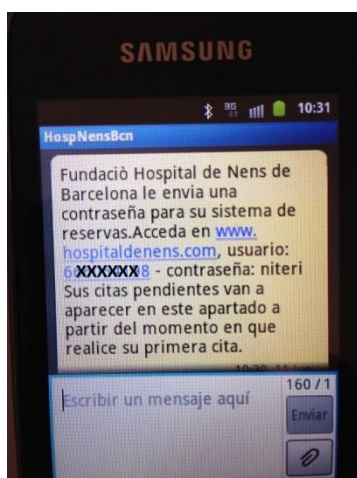 SAMSUNG
3G
10:31
HospNensBcn
Fundaciò Hospital de Nens de
Barcelona le envia una
contraseña para su sistema de
reservas.Acceda en www.
hospitaldenens.com, usuario:
6XXXXXX8 - contraseña: niteri
Sus citas pendientes van a
aparecer en este apartado a
partir del momento en que
realice su primera cita.
160 / 1
Escribir un mensaje aquí
Enviar